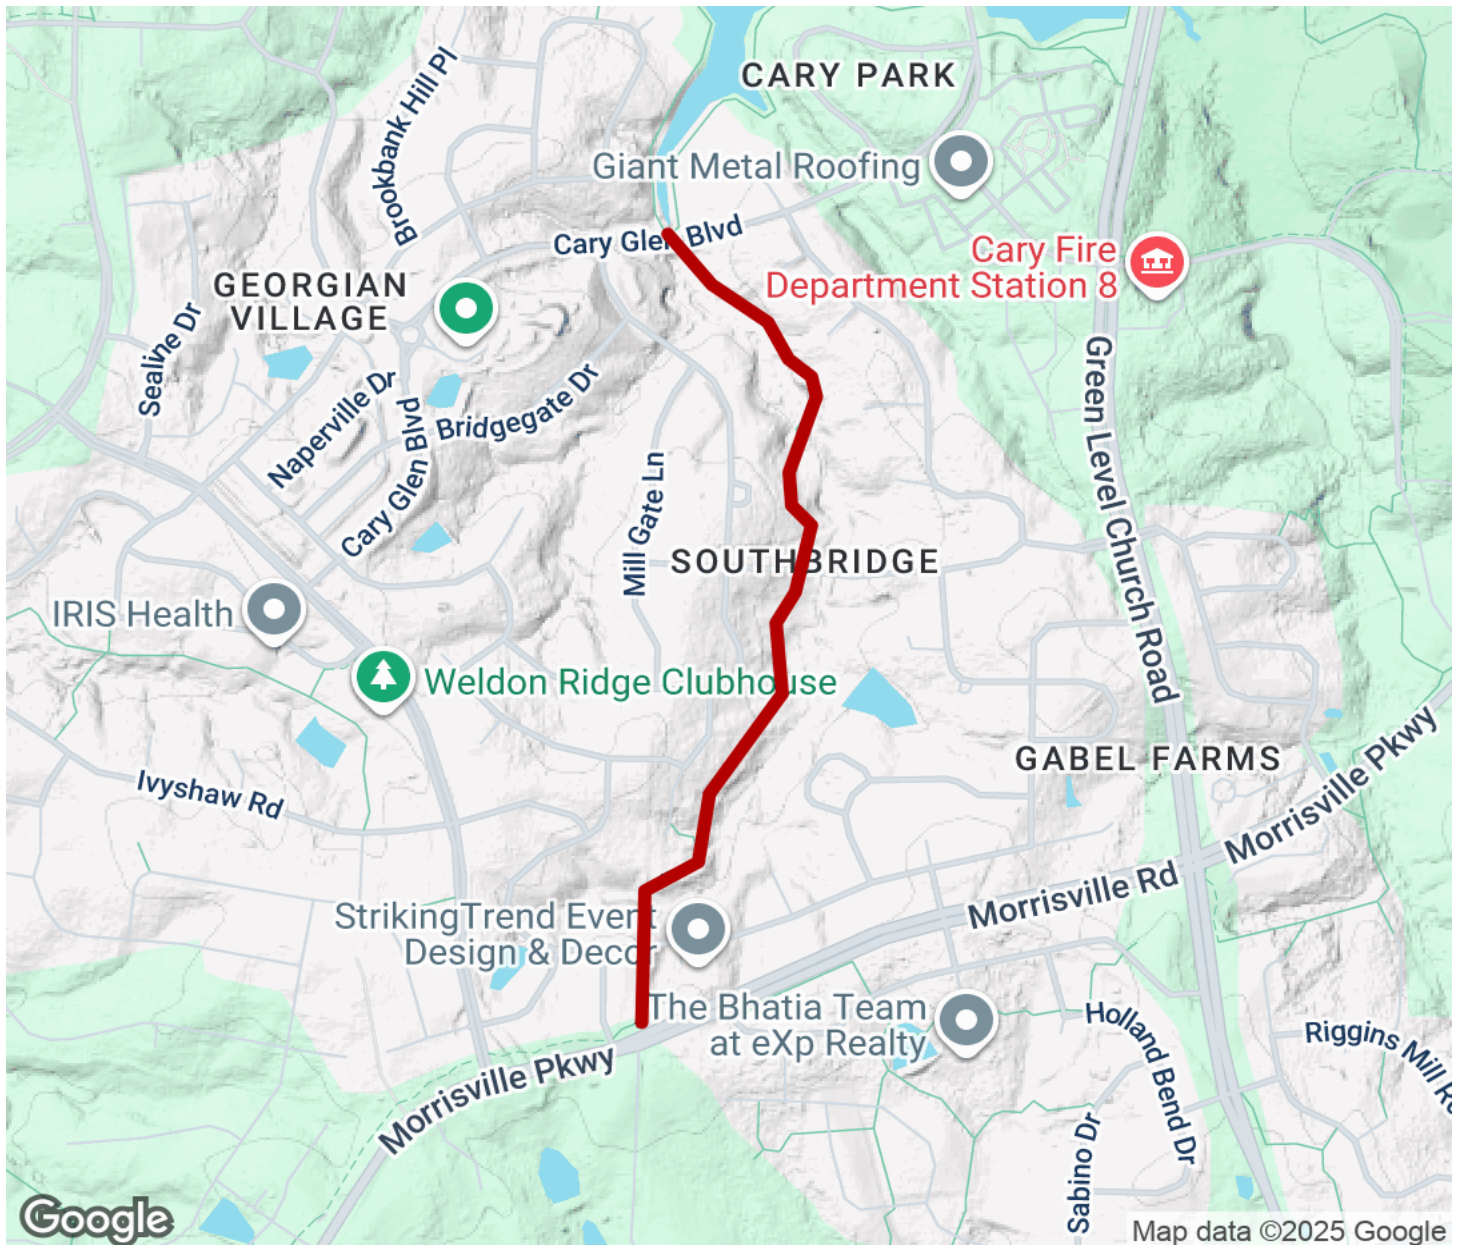 CARY PARK
Brookbank Hill Pl
Giant Metal Roofing
Cary Glen Blvd
Cary Fire
Department Station 8
GEORGIAN
VILLAGE
Sealine Dr
Naperville Dr
Cary Glen Blvd
Bridgegate Dr
Mill Gate Ln
Green Level Church Road
SOUTHBRIDGE
IRIS Health
Weldon Ridge Clubhouse
GABEL FARMS
Ivyshaw Rd
Morrisville Pkwy
Morrisville Rd
StrikingTrend Event
Design & Decor
The Bhatia Team
at eXp Realty
Holland Bend Dr
Riggins Mill R
Morrisville Pkwy
Sabino Dr
Google
Map data ©2025 Google